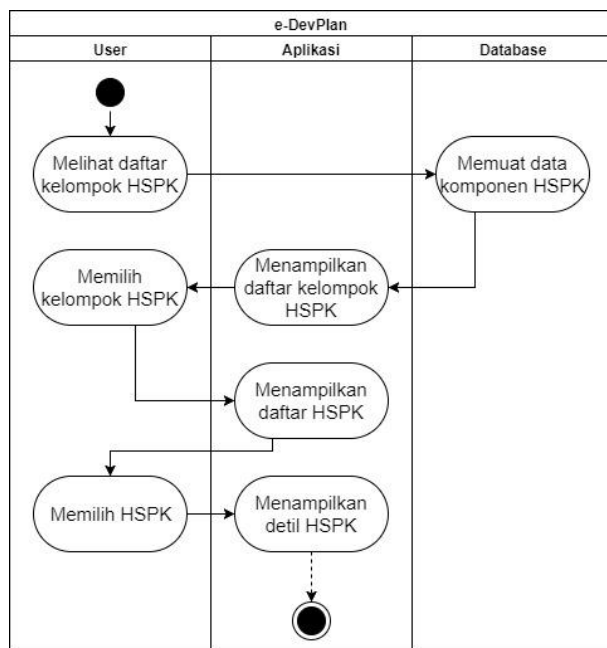 e-DevPlan
User
Aplikasi
Database
Melihat daftar
kelompok HSPK
Memuat data
komponen HSPK
Memilih
kelompok HSPK
Menampilkan
daftar kelompok
HSPK
Menampilkan
daftar HSPK
Memilih HSPK
Menampilkan
detil HSPK